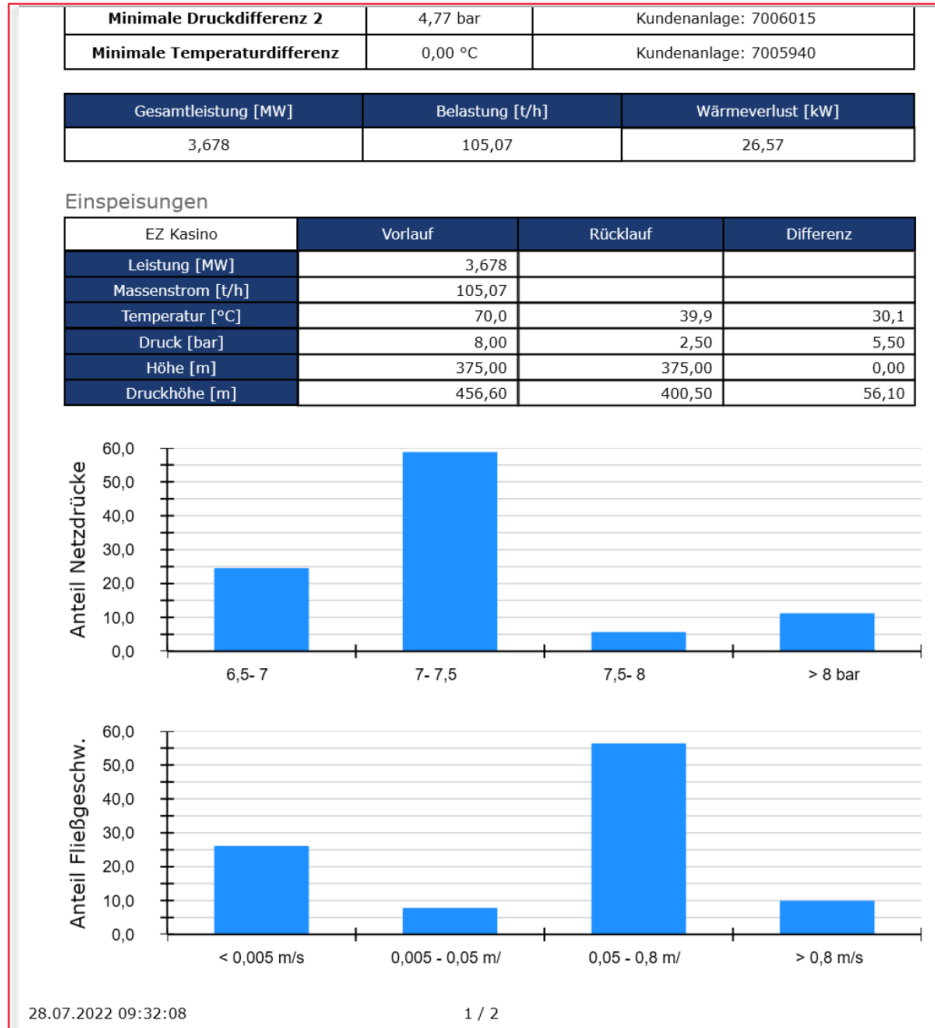 Minimale Druckdifferenz 2 4,77 bar Kundenanlage: 7006015
Minimale Temperaturdifferenz 0,00 °C Kundenanlage: 7005940
Gesamtleistung [MW] Belastung [t/h] Wärmeverlust [kW]
3,678 105,07 26,57
Einspeisungen
EZ Kasino Vorlauf Rücklauf Differenz
Leistung [MW] 3,678
Massenstrom [t/h] 105,07
Temperatur [°C] 70,0 39,9 30,1
Druck [bar] 8,00 2,50 5,50
Höhe [m] 375,00 375,00 0,00
Druckhöhe [m] 456,60 400,50 56,10
Anteil Netzdrücke
60,0
50,0
40,0
30,0
20,0
10,0
0,0
6,5- 7 7- 7,5 7,5- 8 > 8 bar
Anteil Fließgeschw.
60,0
50,0
40,0
30,0
20,0
10,0
0,0
< 0,005 m/s 0,005 - 0,05 m/ 0,05 - 0,8 m/ > 0,8 m/s
28.07.2022 09:32:08 1 / 2